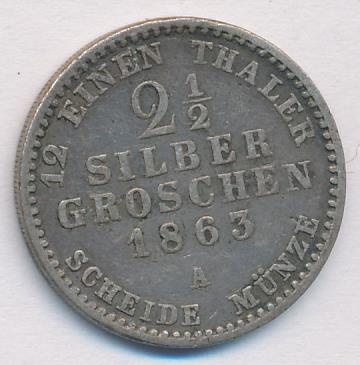 12 EINEN THALER
2 1/2
SILBER
GROSCHEN
1863
A
SCHEIDE MÜNZE